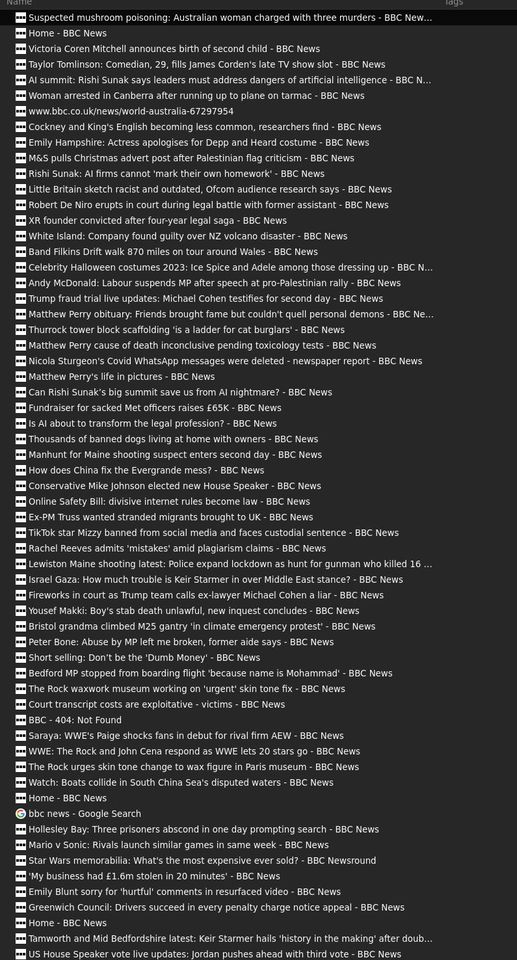 Name Tags
Suspected mushroom poisoning: Australian woman charged with three murders - BBC New...
Home - BBC News
Victoria Coren Mitchell announces birth of second child - BBC News
Taylor Tomlinson: Comedian, 29, fills James Corden's late TV show slot - BBC News
AI summit: Rishi Sunak says leaders must address dangers of artificial intelligence - BBC N...
Woman arrested in Canberra after running up to plane on tarmac - BBC News
www.bbc.co.uk/news/world-australia-67297954
Cockney and King's English becoming less common, researchers find - BBC News
Emily Hampshire: Actress apologises for Depp and Heard costume - BBC News
M&S pulls Christmas advert post after Palestinian flag criticism - BBC News
Rishi Sunak: AI firms cannot 'mark their own homework' - BBC News
Little Britain sketch racist and outdated, Ofcom audience research says - BBC News
Robert De Niro erupts in court during legal battle with former assistant - BBC News
XR founder convicted after four-year legal saga - BBC News
White Island: Company found guilty over NZ volcano disaster - BBC News
Band Filkins Drift walk 870 miles on tour around Wales - BBC News
Celebrity Halloween costumes 2023: Ice Spice and Adele among those dressing up - BBC N...
Andy McDonald: Labour suspends MP after speech at pro-Palestinian rally - BBC News
Trump fraud trial live updates: Michael Cohen testifies for second day - BBC News
Matthew Perry obituary: Friends brought fame but couldn't quell personal demons - BBC Ne...
Thurrock tower block scaffolding 'is a ladder for cat burglars' - BBC News
Matthew Perry cause of death inconclusive pending toxicology tests - BBC News
Nicola Sturgeon's Covid WhatsApp messages were deleted - newspaper report - BBC News
Matthew Perry's life in pictures - BBC News
Can Rishi Sunak’s big summit save us from AI nightmare? - BBC News
Fundraiser for sacked Met officers raises £65K - BBC News
Is AI about to transform the legal profession? - BBC News
Thousands of banned dogs living at home with owners - BBC News
Manhunt for Maine shooting suspect enters second day - BBC News
How does China fix the Evergrande mess? - BBC News
Conservative Mike Johnson elected new House Speaker - BBC News
Online Safety Bill: divisive internet rules become law - BBC News
Ex-PM Truss wanted stranded migrants brought to UK - BBC News
TikTok star Mizzy banned from social media and faces custodial sentence - BBC News
Rachel Reeves admits 'mistakes' amid plagiarism claims - BBC News
Lewiston Maine shooting latest: Police expand lockdown as hunt for gunman who killed 16 ...
Israel Gaza: How much trouble is Keir Starmer in over Middle East stance? - BBC News
Fireworks in court as Trump team calls ex-lawyer Michael Cohen a liar - BBC News
Yousef Makki: Boy's stab death unlawful, new inquest concludes - BBC News
Bristol grandma climbed M25 gantry 'in climate emergency protest' - BBC News
Peter Bone: Abuse by MP left me broken, former aide says - BBC News
Short selling: Don’t be the 'Dumb Money' - BBC News
Bedford MP stopped from boarding flight 'because name is Mohammad' - BBC News
The Rock waxwork museum working on 'urgent' skin tone fix - BBC News
Court transcript costs are exploitative - victims - BBC News
BBC - 404: Not Found
Saraya: WWE's Paige shocks fans in debut for rival firm AEW - BBC News
WWE: The Rock and John Cena respond as WWE lets 20 stars go - BBC News
The Rock urges skin tone change to wax figure in Paris museum - BBC News
Watch: Boats collide in South China Sea's disputed waters - BBC News
Home - BBC News
bbc news - Google Search
Hollesley Bay: Three prisoners abscond in one day prompting search - BBC News
Mario v Sonic: Rivals launch similar games in same week - BBC News
Star Wars memorabilia: What's the most expensive ever sold? - BBC Newsround
'My business had £1.6m stolen in 20 minutes' - BBC News
Emily Blunt sorry for 'hurtful' comments in resurfaced video - BBC News
Greenwich Council: Drivers succeed in every penalty charge notice appeal - BBC News
Home - BBC News
Tamworth and Mid Bedfordshire latest: Keir Starmer hails 'history in the making' after doub...
US House Speaker vote live updates: Jordan pushes ahead with third vote - BBC News